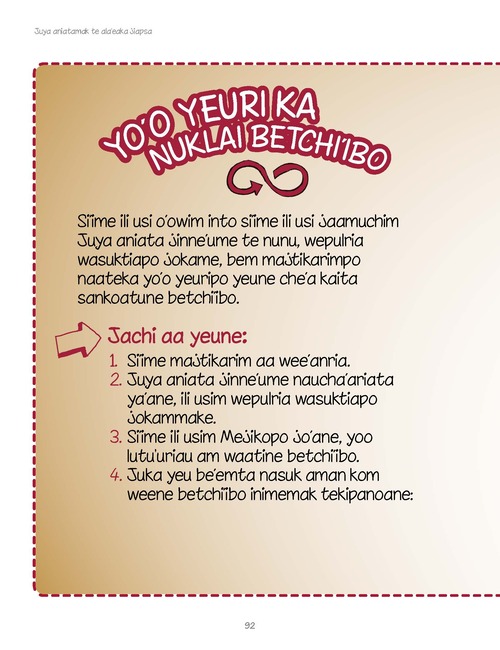 Juya aniatamak te ala'eaka jiapsa
YO'O YEURI KA
NUKLAI BETCHI'IBO
Si'ime ili usi o'owim into si'ime ili usi jaamuchim
Juya aniata jinne'ume te nunu, wepulria
wasuktiapo jokame, bem majtikarimpo
naateka yo'o yeuripo yeune che'a kaita
sankoatune betchi'ibo.
Jachi aa yeune:
1. Si'ime majtikarim aa wee'anria.
2. Juya aniata jinne'ume naucha'ariata
ya'ane, ili usim wepulria wasuktiapo
jokammake.
3. Si'ime ili usim Mejikopo jo'ane, yoo
lutu'uriau am waatine betchi'ibo.
4. Juka yeu be'emta nasuk aman kom
weene betchi'ibo inimemak tekipanoane:
92